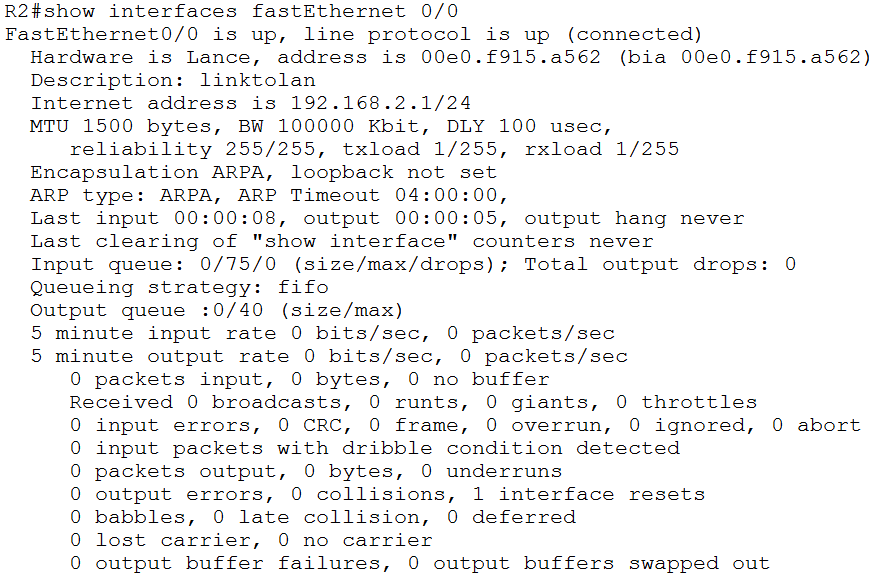 R2#show interfaces fastEthernet 0/0
FastEthernet0/0 is up, line protocol is up (connected)
Hardware is Lance, address is 00e0.f915.a562 (bia 00e0.f915.a562)
Description: linktolan
Internet address is 192.168.2.1/24
MTU 1500 bytes, BW 100000 Kbit, DLY 100 usec,
reliability 255/255, txload 1/255, rxload 1/255
Encapsulation ARPA, loopback not set
ARP type: ARPA, ARP Timeout 04:00:00,
Last input 00:00:08, output 00:00:05, output hang never
Last clearing of "show interface" counters never
Input queue: 0/75/0 (size/max/drops); Total output drops: 0
Queueing strategy: fifo
Output queue :0/40 (size/max)
5 minute input rate 0 bits/sec, 0 packets/sec
5 minute output rate 0 bits/sec, 0 packets/sec
0 packets input, 0 bytes, 0 no buffer
Received 0 broadcasts, 0 runts, 0 giants, 0 throttles
0 input errors, 0 CRC, 0 frame, 0 overrun, 0 ignored, 0 abort
0 input packets with dribble condition detected
0 packets output, 0 bytes, 0 underruns
0 output errors, 0 collisions, 1 interface resets
0 babbles, 0 late collision, 0 deferred
0 lost carrier, 0 no carrier
0 output buffer failures, 0 output buffers swapped out